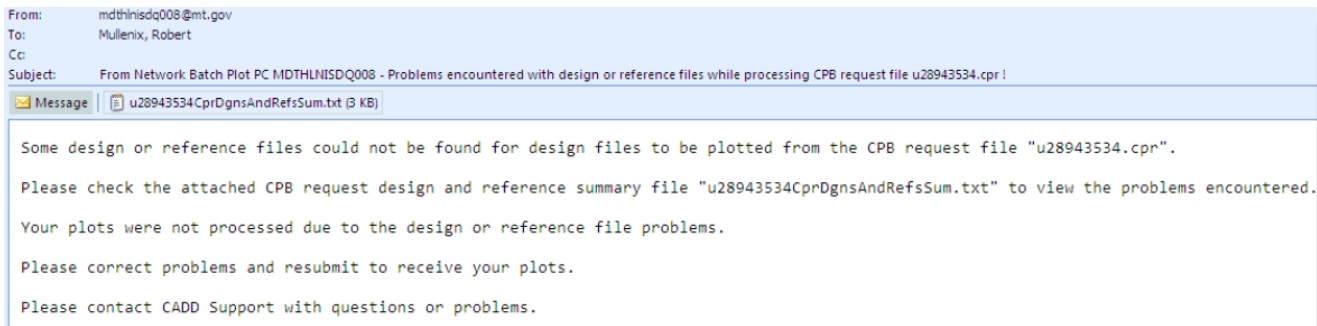 From: mdthlnisdq008@mt.gov
To: Mullenix, Robert
Cc:
Subject: From Network Batch Plot PC MDTHLNISDQ008 - Problems encountered with design or reference files while processing CPB request file u28943534.cpr !
Message u28943534CprDgnsAndRefsSum.txt (3 KB)
Some design or reference files could not be found for design files to be plotted from the CPB request file "u28943534.cpr".
Please check the attached CPB request design and reference summary file "u28943534CprDgnsAndRefsSum.txt" to view the problems encountered.
Your plots were not processed due to the design or reference file problems.
Please correct problems and resubmit to receive your plots.
Please contact CADD Support with questions or problems.